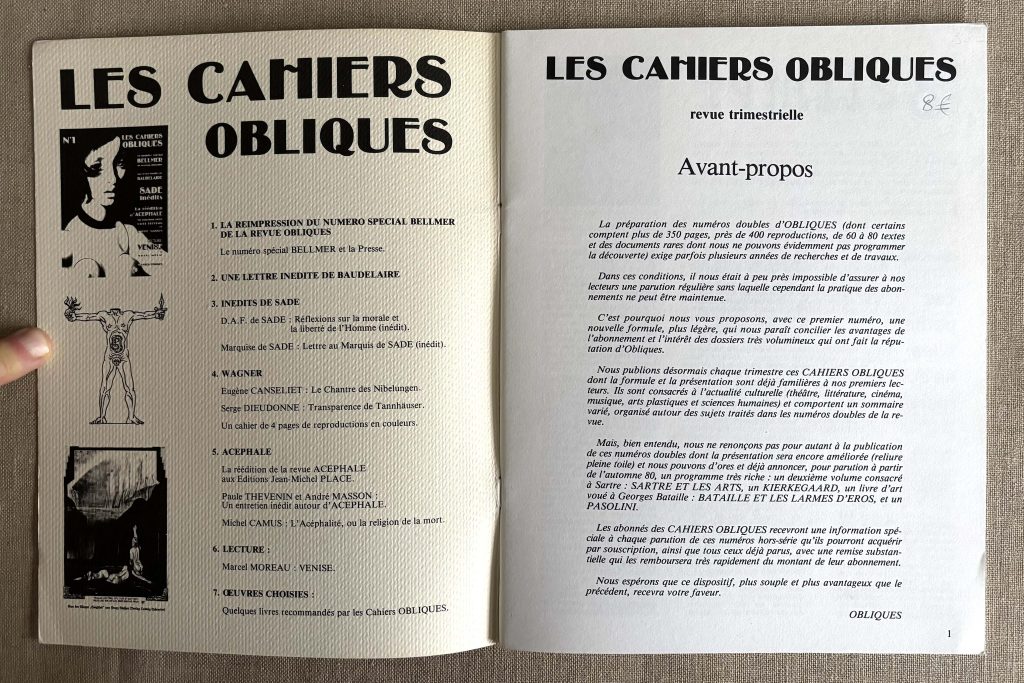 LES CAHIERS
OBLIQUES
N°1
LES CAHIERS
OBLIQUES
BELLMER
BAUDELAIRE
SADE
inédits
La réédition
d'ACEPHALE
VENISE
1. LA REIMPRESSION DU NUMERO SPECIAL BELLMER
DE LA REVUE OBLIQUES
Le numéro spécial BELLMER et la Presse.
2. UNE LETTRE INEDITE DE BAUDELAIRE
3. INEDITS DE SADE
D.A.F. de SADE : Réflexions sur la morale et
la liberté de l'Homme (inédit).
Marquise de SADE : Lettre au Marquis de SADE (inédit).
4. WAGNER
Eugène CANSELIET : Le Chantre des Nibelungen.
Serge DIEUDONNE : Transparence de Tannhäuser.
Un cahier de 4 pages de reproductions en couleurs.
5. ACEPHALE
La réédition de la revue ACEPHALE
aux Editions Jean-Michel PLACE.
Paule THEVENIN et André MASSON :
Un entretien inédit autour d'ACEPHALE.
Michel CAMUS : L'Acéphalité, ou la religion de la mort.
6. LECTURE :
Marcel MOREAU : VENISE.
7. ŒUVRES CHOISIES :
Quelques livres recommandés par les Cahiers OBLIQUES.
LES CAHIERS OBLIQUES
8 €
revue trimestrielle
Avant-propos
La préparation des numéros doubles d'OBLIQUES (dont certains
comptent plus de 350 pages, près de 400 reproductions, de 60 à 80 textes
et des documents rares dont nous ne pouvons évidemment pas programmer
la découverte) exige parfois plusieurs années de recherches et de travaux.
Dans ces conditions, il nous était à peu près impossible d'assurer à nos
lecteurs une parution régulière sans laquelle cependant la pratique des abon-
nements ne peut être maintenue.
C'est pourquoi nous vous proposons, avec ce premier numéro, une
nouvelle formule, plus légère, qui nous paraît concilier les avantages de
l'abonnement et l'intérêt des dossiers très volumineux qui ont fait la répu-
tation d'Obliques.
Nous publions désormais chaque trimestre ces CAHIERS OBLIQUES
dont la formule et la présentation sont déjà familières à nos premiers lec-
teurs. Ils sont consacrés à l'actualité culturelle (théâtre, littérature, cinéma,
musique, arts plastiques et sciences humaines) et comportent un sommaire
varié, organisé autour des sujets traités dans les numéros doubles de la re-
vue.
Mais, bien entendu, nous ne renonçons pas pour autant à la publication
de ces numéros doubles dont la présentation sera encore améliorée (reliure
pleine toile) et nous pouvons d'ores et déjà annoncer, pour parution à partir
de l'automne 80, un programme très riche : un deuxième volume consacré
à Sartre : SARTRE ET LES ARTS, un KIERKEGAARD, un livre d'art
voué à Georges Bataille : BATAILLE ET LES LARMES D'EROS, et un
PASOLINI.
Les abonnés des CAHIERS OBLIQUES recevront une information spé-
ciale à chaque parution de ces numéros hors-série qu'ils pourront acquérir
par souscription, ainsi que tous ceux déjà parus, avec une remise substan-
tielle qui les remboursera très rapidement du montant de leur abonnement.
Nous espérons que ce dispositif, plus souple et plus avantageux que le
précédent, recevra votre faveur.
OBLIQUES
1